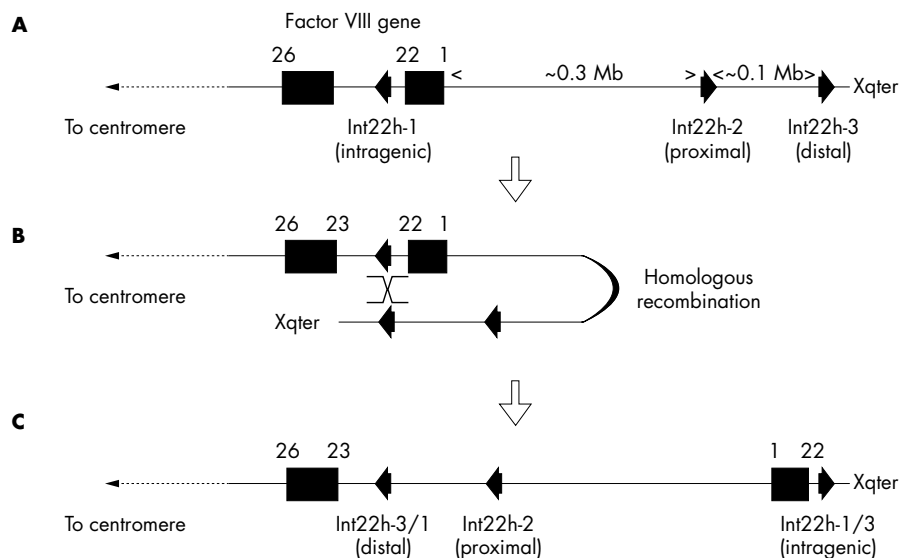 Factor VIII gene
A
26 22 1
< ~0.3 Mb > <~0.1 Mb>
Xqter
To centromere
Int22h-1 (intragenic)
Int22h-2 (proximal)
Int22h-3 (distal)
B
26 23 22 1
To centromere
Homologous recombination
Xqter
C
26 23 1 22
Xqter
To centromere
Int22h-3/1 (distal)
Int22h-2 (proximal)
Int22h-1/3 (intragenic)